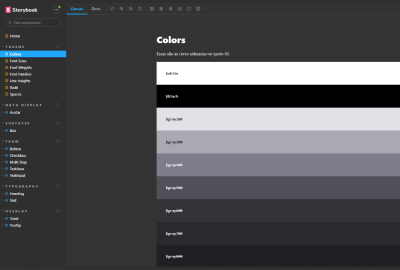 Storybook
Find components
Home
TOKENS
Colors
Font Sizes
Font Weights
Font Families
Line Heights
Radii
Spaces
DATA DISPLAY
Avatar
SURFACES
Box
FORM
Button
Checkbox
Multi Step
TextArea
TextInput
TYPOGRAPHY
Heading
Text
OVERLAY
Toast
Tooltip
Canvas
Docs
Colors
Essas são as cores utilizadas no Ignite UI.
$white
$black
$gray100
$gray200
$gray400
$gray500
$gray600
$gray700
$gray800